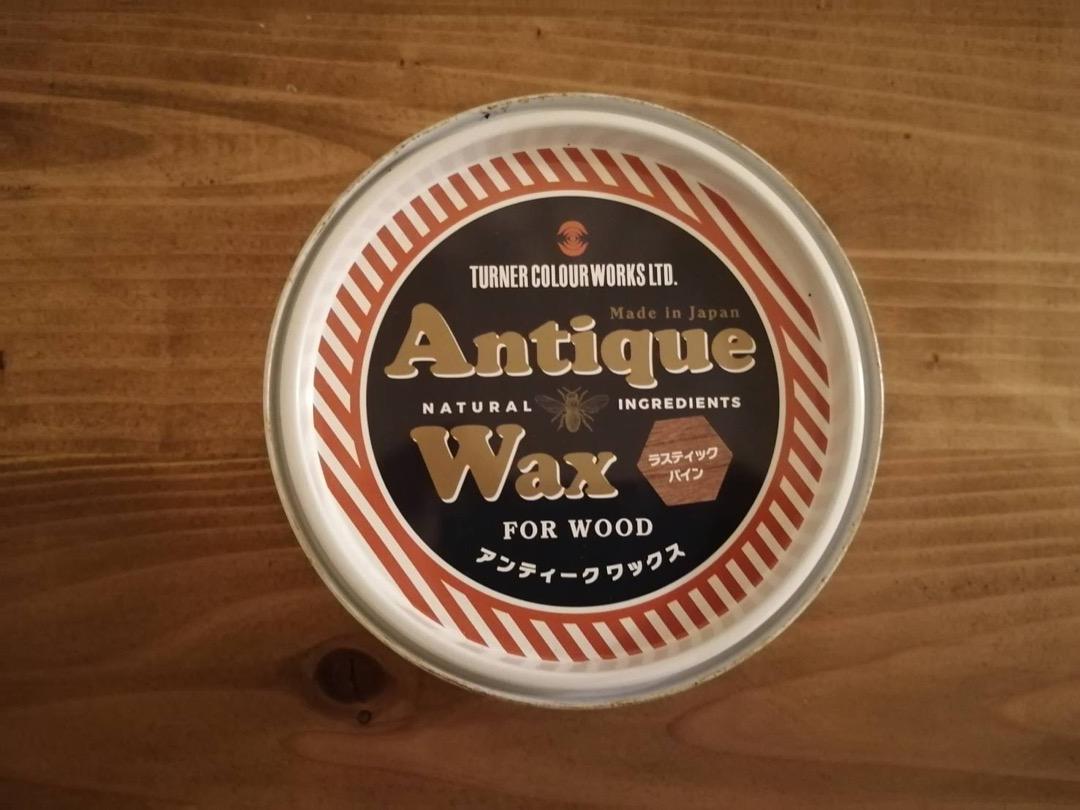 TURNER COLOUR WORKS LTD.
Made in Japan
Antique
NATURAL INGREDIENTS
Wax
ラスティック
パイン
FOR WOOD
アンティークワックス